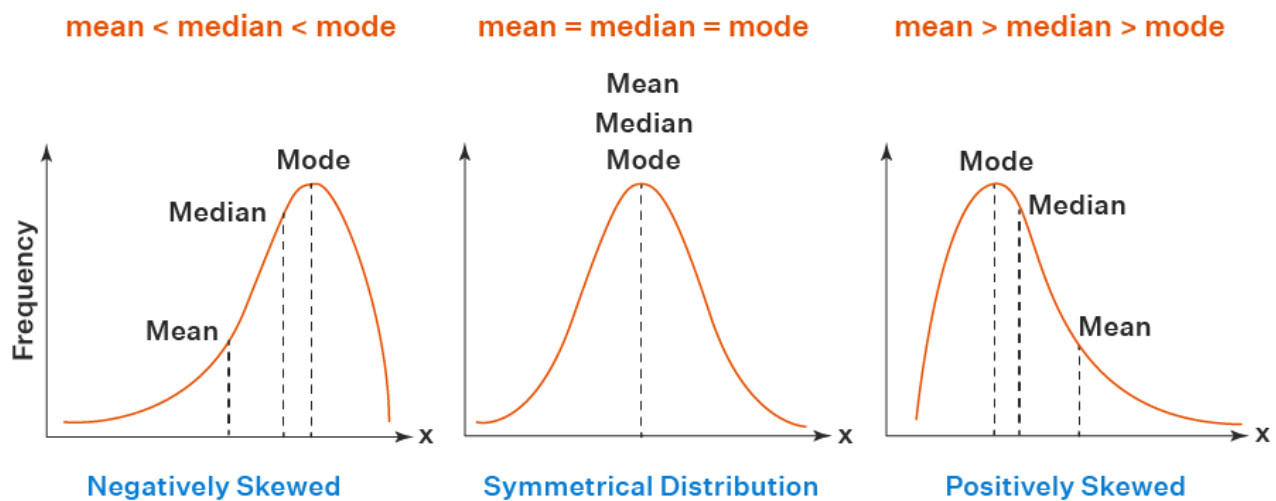 mean < median < mode
mean = median = mode
mean > median > mode
Mean
Median
Mode
Mode
Median
Mean
Frequency
x
Mode
Median
Mean
x
x
Negatively Skewed
Symmetrical Distribution
Positively Skewed